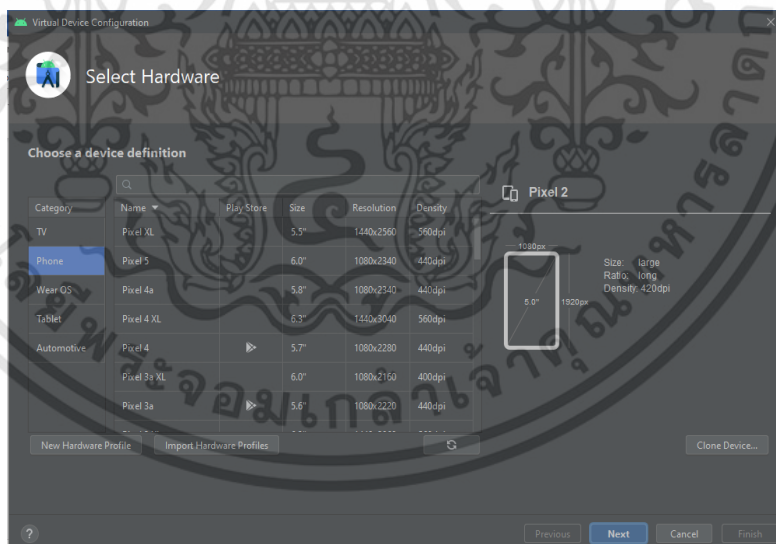 Virtual Device Configuration
Select Hardware
Choose a device definition
Category
TV
Phone
Wear OS
Tablet
Automotive
Name Play Store Size Resolution Density
Pixel XL 5.5" 1440x2560 560dpi
Pixel 5 6.0" 1080x2340 440dpi
Pixel 4a 5.8" 1080x2340 440dpi
Pixel 4 XL 6.3" 1440x3040 560dpi
Pixel 4 5.7" 1080x2280 440dpi
Pixel 3a XL 6.0" 1080x2160 400dpi
Pixel 3a 5.6" 1080x2220 440dpi
New Hardware Profile Import Hardware Profiles
Pixel 2
1080px
5.0" 1920px
Size: large
Ratio: long
Density: 420dpi
Clone Device...
? Previous Next Cancel Finish